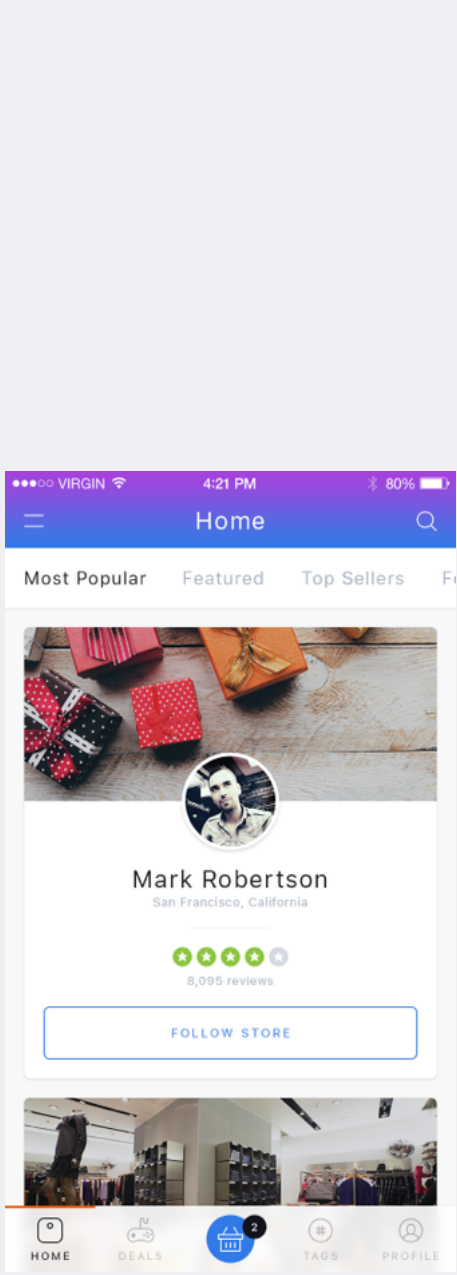 VIRGIN 4:21 PM 80%
Home
Most Popular Featured Top Sellers
Mark Robertson
San Francisco, California
8,095 reviews
FOLLOW STORE
2
HOME DEALS TAGS PROFILE